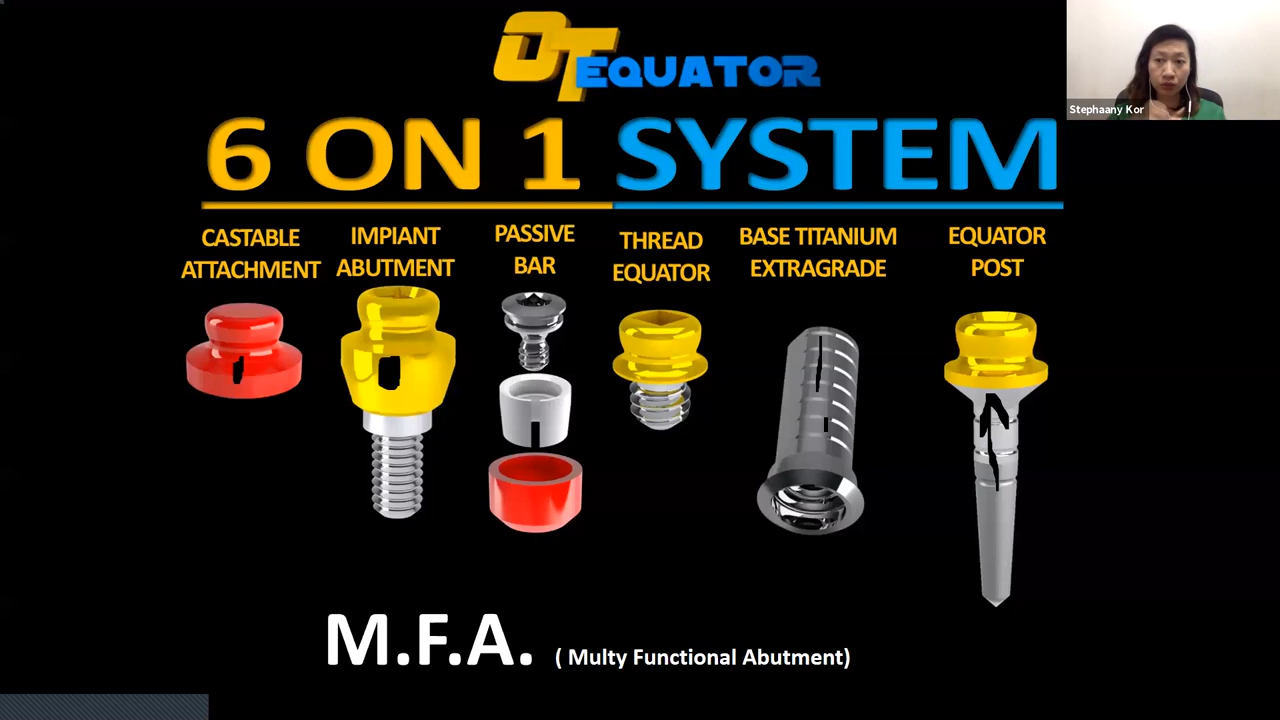 OT EQUATOR
Stephaany Kor
6 ON 1 SYSTEM
CASTABLE ATTACHMENT
IMPIANT ABUTMENT
PASSIVE BAR
THREAD EQUATOR
BASE TITANIUM EXTRAGRADE
EQUATOR POST
M.F.A. ( Multy Functional Abutment)